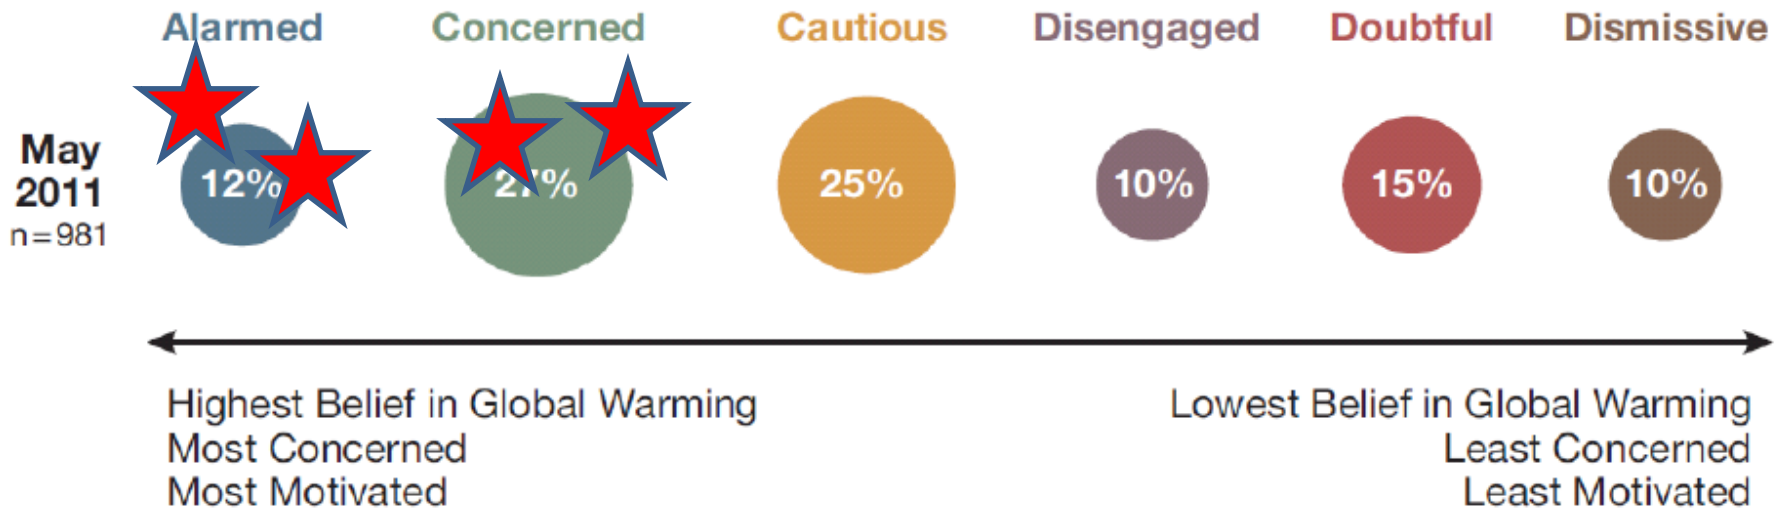 Alarmed Concerned Cautious Disengaged Doubtful Dismissive
May
2011
n=981
12% 27% 25% 10% 15% 10%
Highest Belief in Global Warming
Most Concerned
Most Motivated
Lowest Belief in Global Warming
Least Concerned
Least Motivated